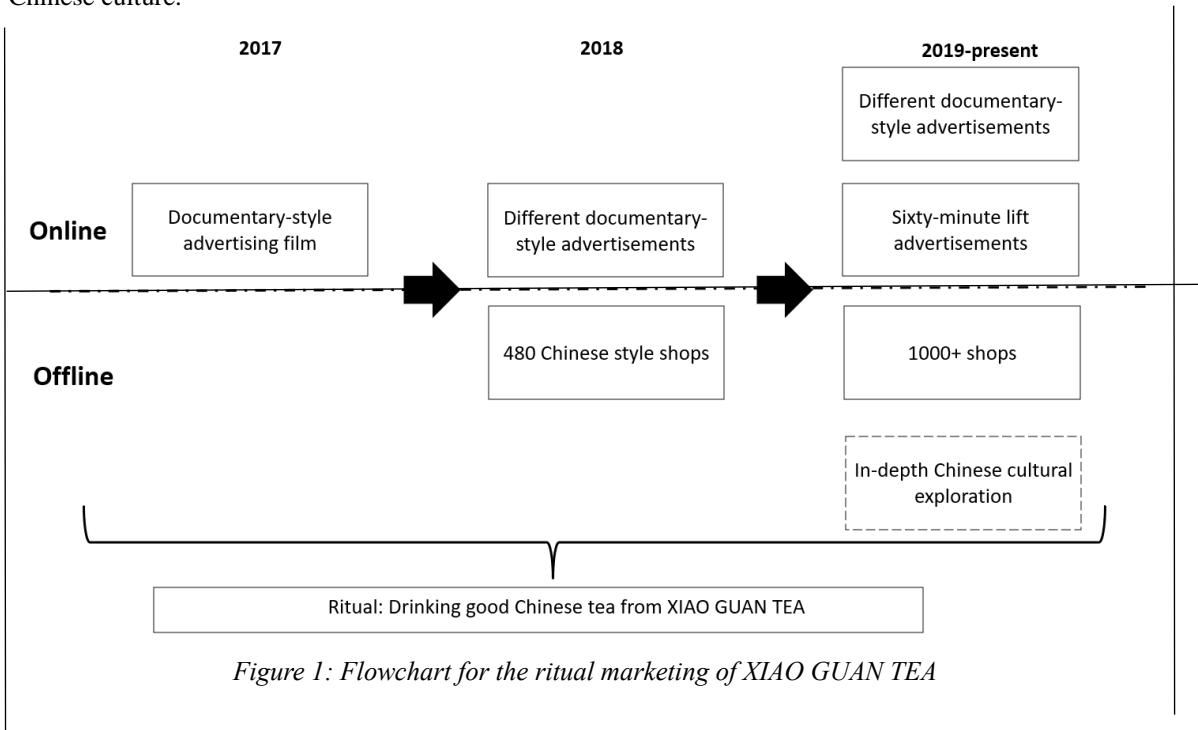 Chinese culture.
2017
2018
2019-present
Different documentary-
style advertisements
Online
Documentary-style
advertising film
Different documentary-
style advertisements
Sixty-minute lift
advertisements
Offline
480 Chinese style shops
1000+ shops
In-depth Chinese cultural
exploration
Ritual: Drinking good Chinese tea from XIAO GUAN TEA
Figure 1: Flowchart for the ritual marketing of XIAO GUAN TEA